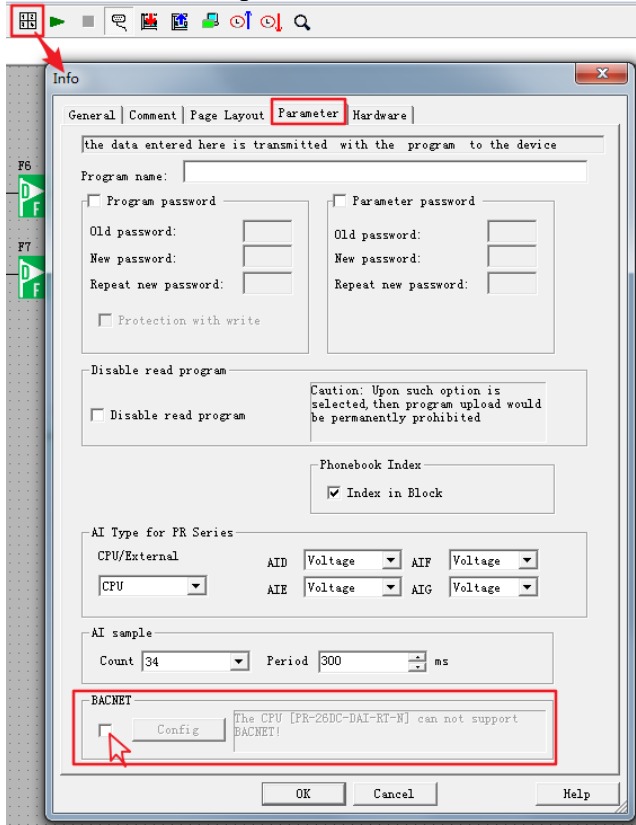 Info
General Comment Page Layout Parameter Hardware
the data entered here is transmitted with the program to the device
F6
Program name:
D
F
Program password Parameter password
Old password: Old password:
F7
New password: New password:
D
F
Repeat new password: Repeat new password:
Protection with write
Disable read program
Caution: Upon such option is
selected,then program upload would
be permanently prohibited
Disable read program
Phonebook Index
Index in Block
AI Type for PR Series
CPU/External
AID Voltage AIF Voltage
CPU
AIE Voltage AIG Voltage
AI sample
Count 34 Period 300 ms
BACNET
Config
The CPU [PR-26DC-DAI-RT-N] can not support
BACNET!
OK Cancel Help